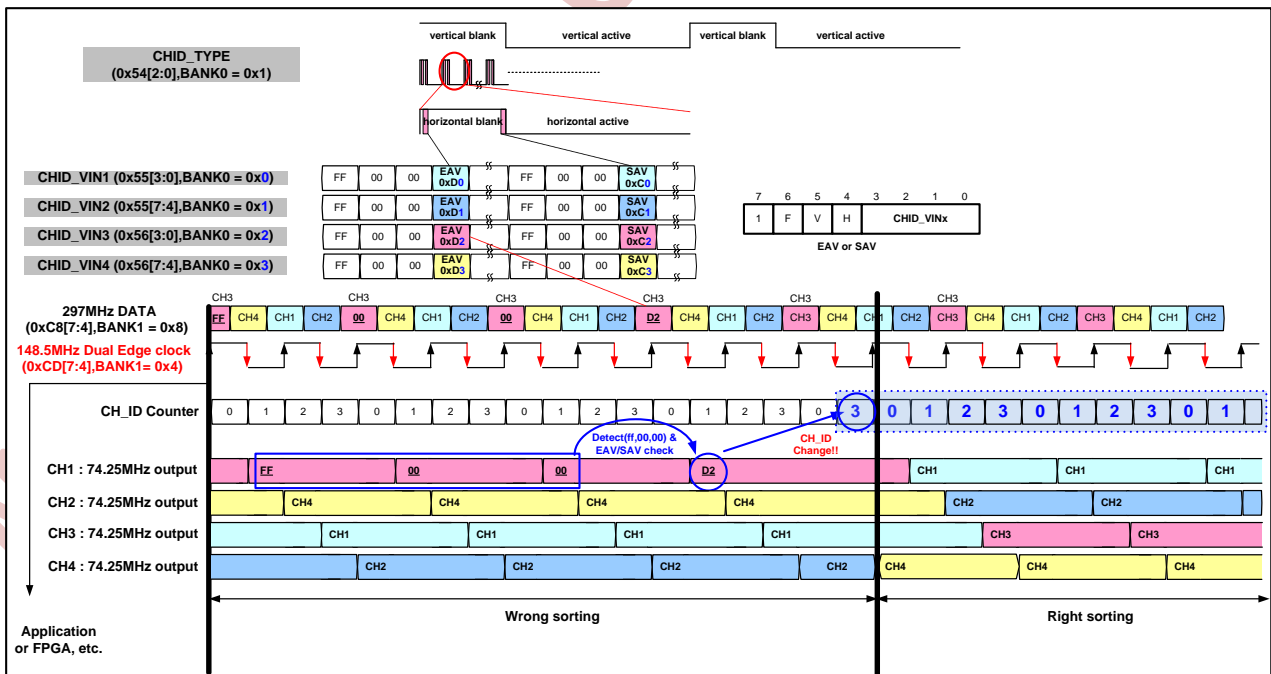 vertical blank vertical active vertical blank vertical active
CHID_TYPE
(0x54[2:0],BANK0 = 0x1)
horizontal blank horizontal active
CHID_VIN1 (0x55[3:0],BANK0 = 0x0) FF 00 00 EAV 0xD0 FF 00 00 SAV 0xC0
CHID_VIN2 (0x55[7:4],BANK0 = 0x1) FF 00 00 EAV 0xD1 FF 00 00 SAV 0xC1
CHID_VIN3 (0x56[3:0],BANK0 = 0x2) FF 00 00 EAV 0xD2 FF 00 00 SAV 0xC2
CHID_VIN4 (0x56[7:4],BANK0 = 0x3) FF 00 00 EAV 0xD3 FF 00 00 SAV 0xC3
7 6 5 4 3 2 1 0
1 F V H CHID_VINx
EAV or SAV
CH3 CH3 CH3 CH3 CH3 CH3
297MHz DATA
(0xC8[7:4],BANK1 = 0x8)
FF CH4 CH1 CH2 00 CH4 CH1 CH2 00 CH4 CH1 CH2 D2 CH4 CH1 CH2 CH3 CH4 CH1 CH2 CH3 CH4 CH1 CH2 CH3 CH4 CH1 CH2
148.5MHz Dual Edge clock
(0xCD[7:4],BANK1= 0x4)
CH_ID Counter 0 1 2 3 0 1 2 3 0 1 2 3 0 1 2 3 0 3 0 1 2 3 0 1 2 3 0 1
Detect(ff,00,00) &
EAV/SAV check
CH_ID
Change!!
CH1 : 74.25MHz output FF 00 00 D2 CH1 CH1 CH1
CH2 : 74.25MHz output CH4 CH4 CH4 CH4 CH2 CH2
CH3 : 74.25MHz output CH1 CH1 CH1 CH1 CH3 CH3
CH4 : 74.25MHz output CH2 CH2 CH2 CH2 CH4 CH4 CH4
Wrong sorting Right sorting
Application
or FPGA, etc.